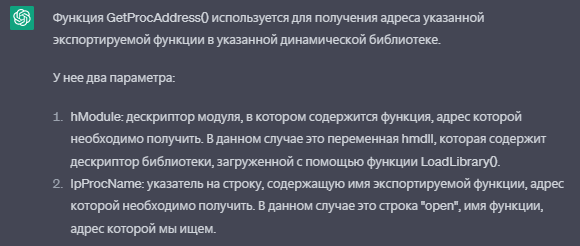 Функция GetProcAddress() используется для получения адреса указанной
экспортируемой функции в указанной динамической библиотеке.
У нее два параметра:
1. hModule: дескриптор модуля, в котором содержится функция, адрес которой
необходимо получить. В данном случае это переменная hmdll, которая содержит
дескриптор библиотеки, загруженной с помощью функции LoadLibrary().
2. lpProcName: указатель на строку, содержащую имя экспортируемой функции, адрес
которой необходимо получить. В данном случае это строка "open", имя функции,
адрес которой мы ищем.